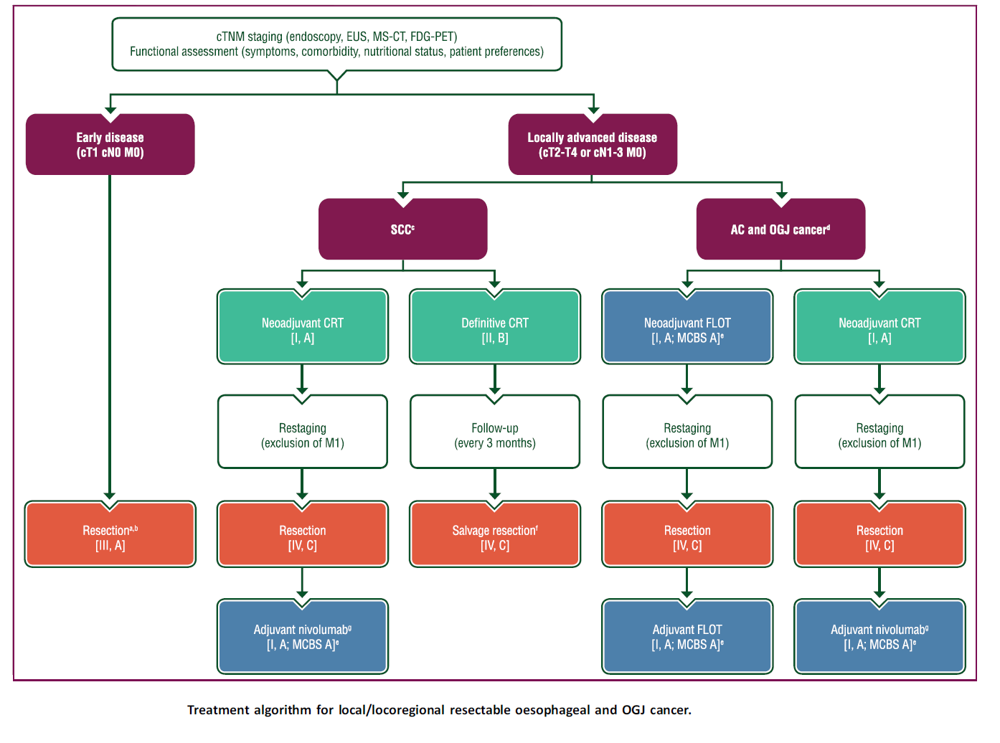 cTNM staging (endoscopy, EUS, MS-CT, FDG-PET)
Functional assessment (symptoms, comorbidity, nutritional status, patient preferences)
Early disease
(cT1 cN0 M0)
Locally advanced disease
(cT2-T4 or cN1-3 M0)
SCCᶜ
AC and OGJ cancerᵈ
Neoadjuvant CRT
[I, A]
Definitive CRT
[II, B]
Neoadjuvant FLOT
[I, A; MCBS A]ᵉ
Neoadjuvant CRT
[I, A]
Restaging
(exclusion of M1)
Follow-up
(every 3 months)
Restaging
(exclusion of M1)
Restaging
(exclusion of M1)
Resectionᵃ,ᵇ
[III, A]
Resection
[IV, C]
Salvage resectionᶠ
[IV, C]
Resection
[IV, C]
Resection
[IV, C]
Adjuvant nivolumabᵍ
[I, A; MCBS A]ᵉ
Adjuvant FLOT
[I, A; MCBS A]ᵉ
Adjuvant nivolumabᵍ
[I, A; MCBS A]ᵉ
Treatment algorithm for local/locoregional resectable oesophageal and OGJ cancer.